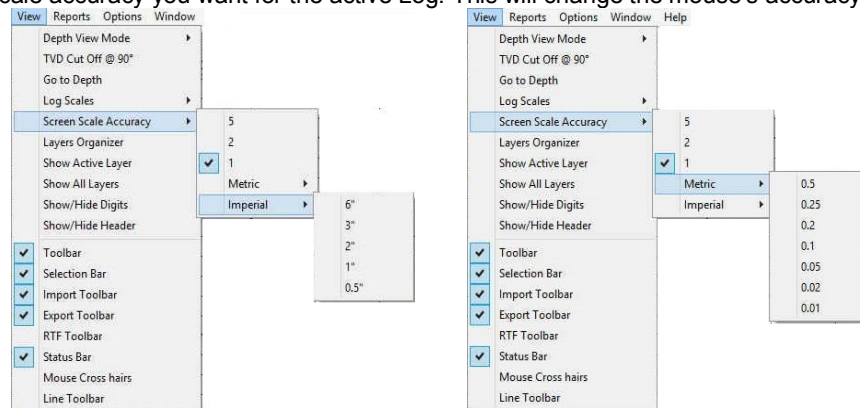 cale accuracy you want for the active Log. This will change the mouse's accuracy
View Reports Options Window
Depth View Mode
TVD Cut Off @ 90°
Go to Depth
Log Scales
Screen Scale Accuracy
Layers Organizer
Show Active Layer
Show All Layers
Show/Hide Digits
Show/Hide Header
Toolbar
Selection Bar
Import Toolbar
Export Toolbar
RTF Toolbar
Status Bar
Mouse Cross hairs
Line Toolbar
5
2
1
Metric
Imperial
6"
3"
2"
1"
0.5"
View Reports Options Window Help
Depth View Mode
TVD Cut Off @ 90°
Go to Depth
Log Scales
Screen Scale Accuracy
Layers Organizer
Show Active Layer
Show All Layers
Show/Hide Digits
Show/Hide Header
Toolbar
Selection Bar
Import Toolbar
Export Toolbar
RTF Toolbar
Status Bar
Mouse Cross hairs
Line Toolbar
5
2
1
Metric
Imperial
0.5
0.25
0.2
0.1
0.05
0.02
0.01